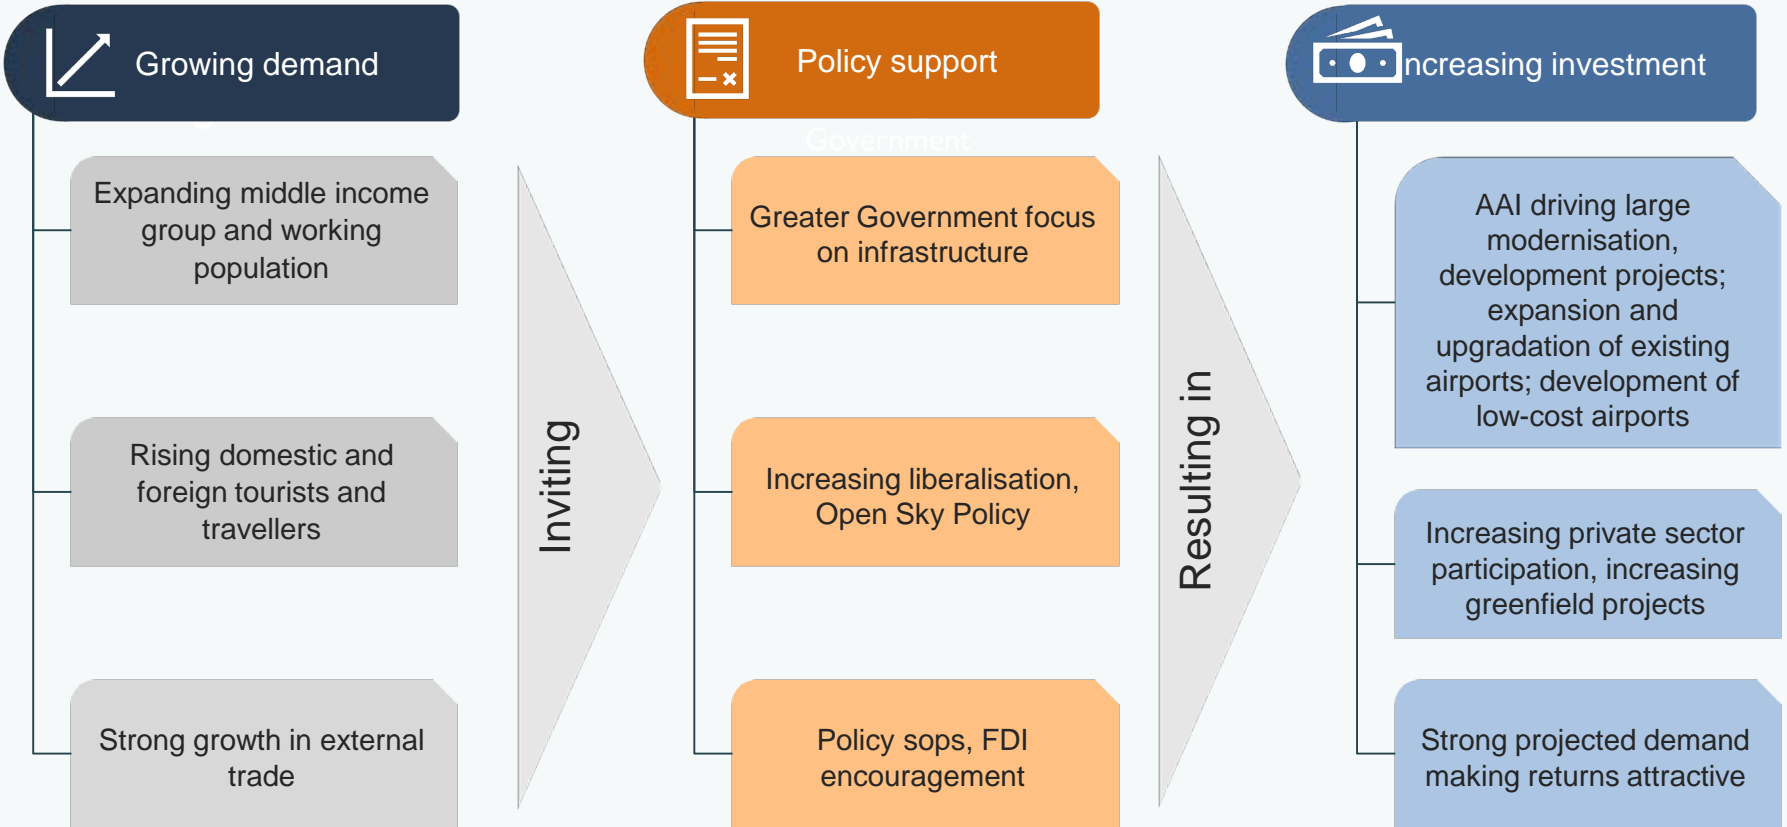 Growing demand
Expanding middle income
group and working
population
Rising domestic and
foreign tourists and
travellers
Strong growth in external
trade
Inviting
Policy support
Government
Greater Government focus
on infrastructure
Increasing liberalisation,
Open Sky Policy
Policy sops, FDI
encouragement
Resulting in
ncreasing investment
AAI driving large
modernisation,
development projects;
expansion and
upgradation of existing
airports; development of
low-cost airports
Increasing private sector
participation, increasing
greenfield projects
Strong projected demand
making returns attractive